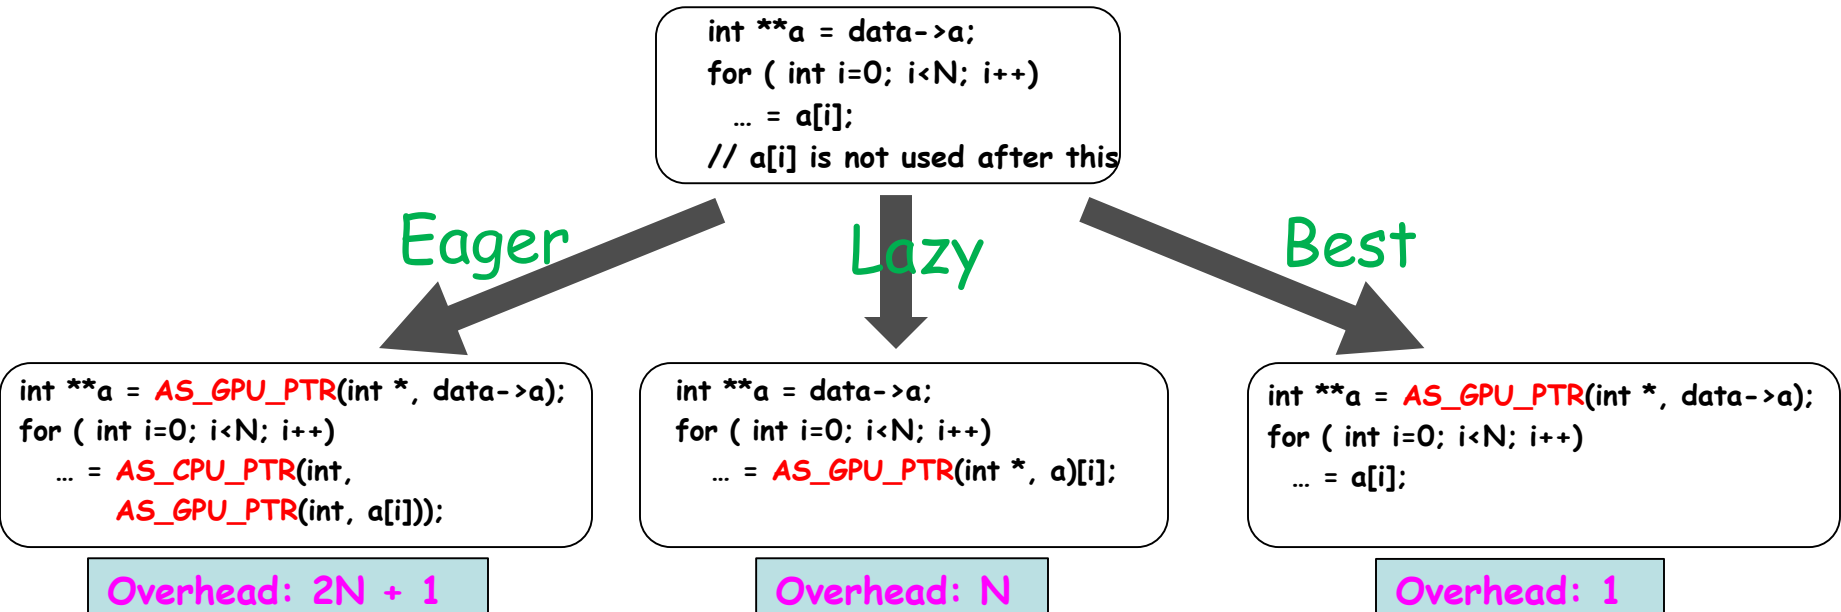 int **a = data->a;
for ( int i=0; i<N; i++)
… = a[i];
// a[i] is not used after this
Eager
Lazy
Best
int **a = AS_GPU_PTR(int *, data->a);
for ( int i=0; i<N; i++)
… = AS_CPU_PTR(int,
AS_GPU_PTR(int, a[i]));
Overhead: 2N + 1
int **a = data->a;
for ( int i=0; i<N; i++)
… = AS_GPU_PTR(int *, a)[i];
Overhead: N
int **a = AS_GPU_PTR(int *, data->a);
for ( int i=0; i<N; i++)
… = a[i];
Overhead: 1